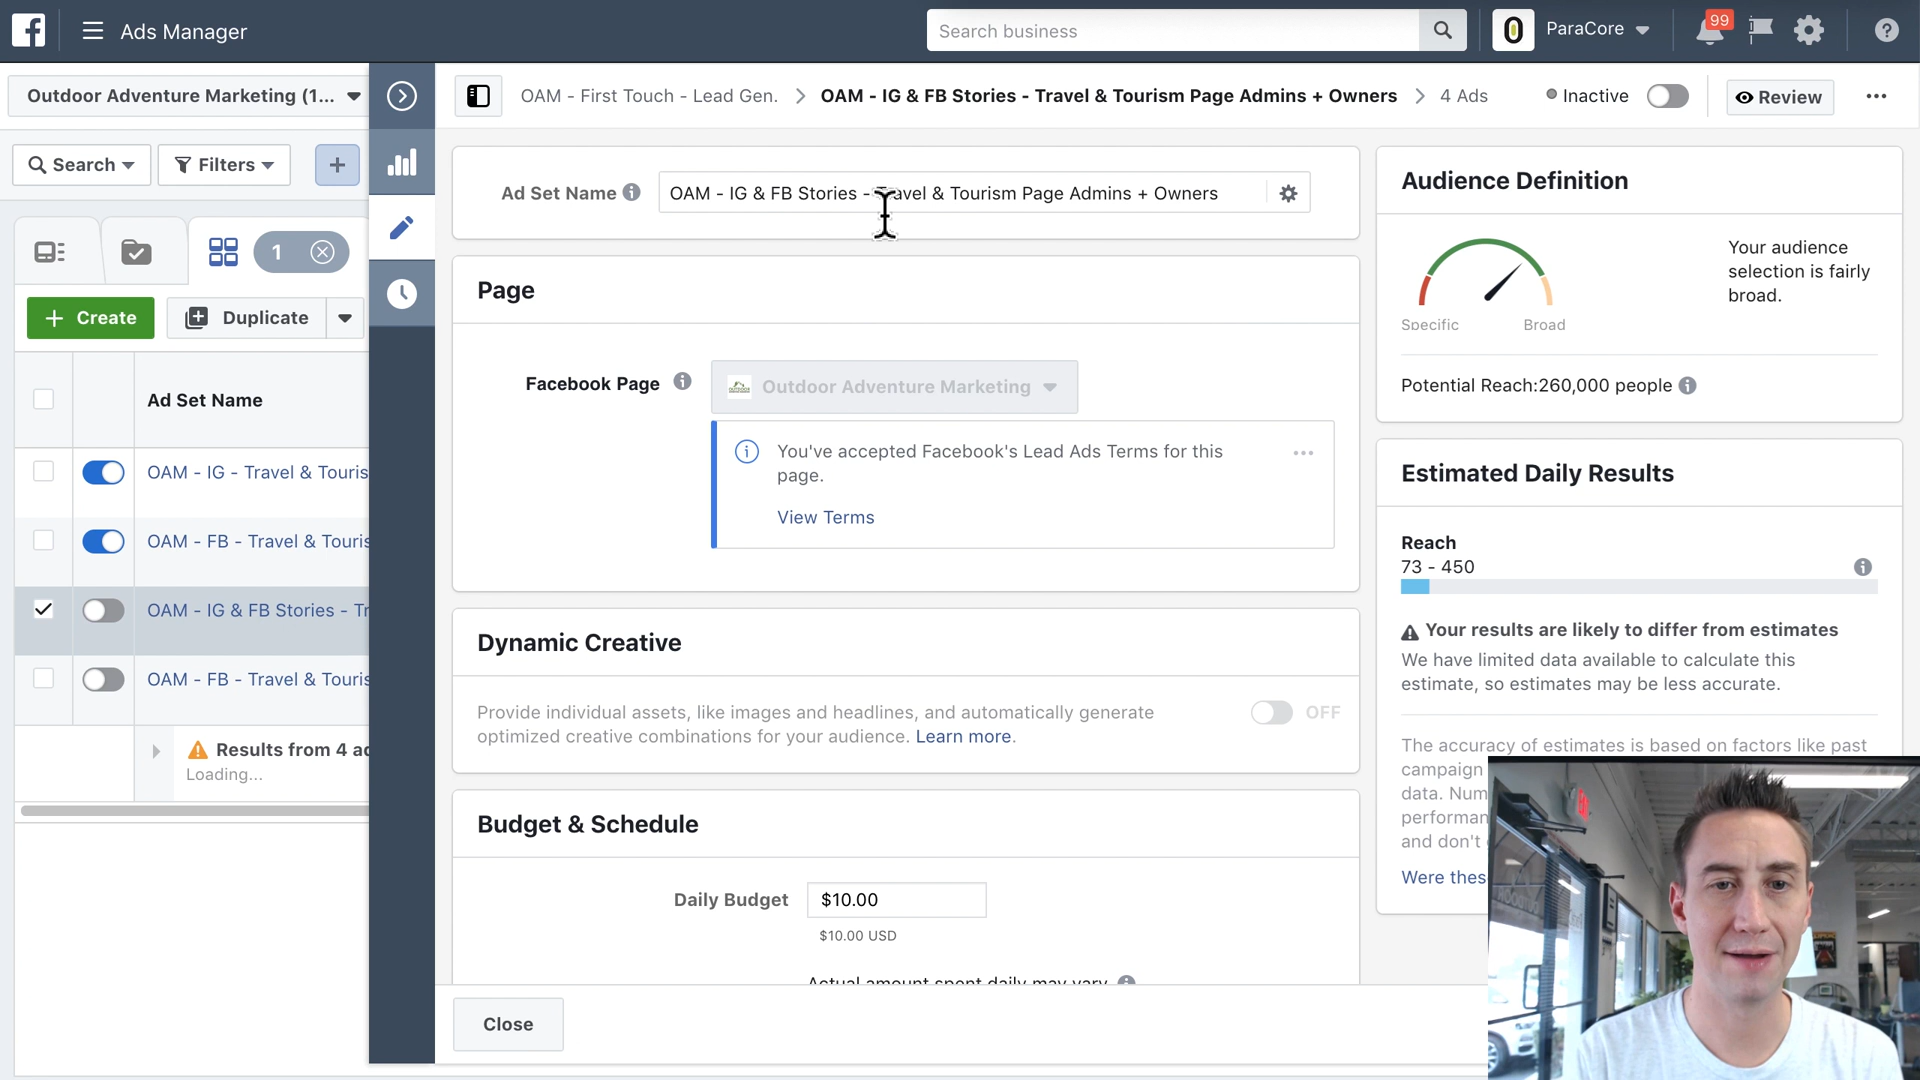 Ads Manager
Search business
ParaCore
99
Outdoor Adventure Marketing (1...
OAM - First Touch - Lead Gen.
OAM - IG & FB Stories - Travel & Tourism Page Admins + Owners
4 Ads
Inactive
Review
Search
Filters
1
Create
Duplicate
Ad Set Name
OAM - IG - Travel & Touris
OAM - FB - Travel & Touris
OAM - IG & FB Stories - Tr
OAM - FB - Travel & Touris
Results from 4 ad
Loading...
Ad Set Name
OAM - IG & FB Stories - Travel & Tourism Page Admins + Owners
Page
Facebook Page
Outdoor Adventure Marketing
You've accepted Facebook's Lead Ads Terms for this
page.
View Terms
Dynamic Creative
Provide individual assets, like images and headlines, and automatically generate
optimized creative combinations for your audience. Learn more.
OFF
Budget & Schedule
Daily Budget
$10.00
$10.00 USD
Actual amount spent daily may vary
Close
Audience Definition
Your audience
selection is fairly
broad.
Specific
Broad
Potential Reach:260,000 people
Estimated Daily Results
Reach
73 - 450
Your results are likely to differ from estimates
We have limited data available to calculate this
estimate, so estimates may be less accurate.
The accuracy of estimates is based on factors like past
campaign
data. Num
performan
and don't
Were thes